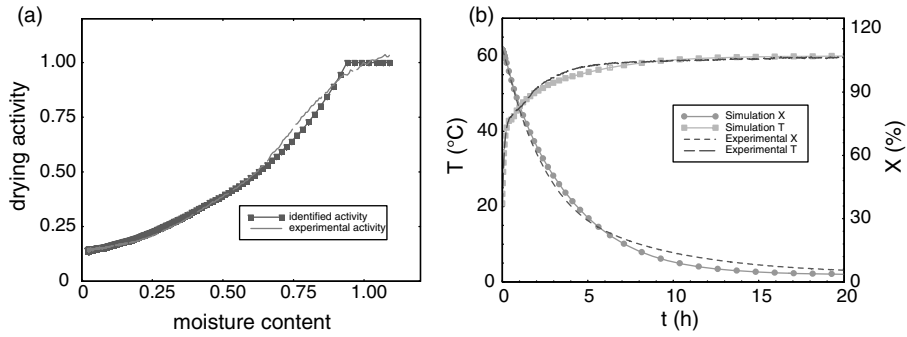 (a)
drying activity
1.00
0.75
0.50
0.25
0
0
0.25
0.50
0.75
1.00
moisture content
identified activity
experimental activity
(b)
T (°C)
80
60
40
20
0
0
5
10
15
20
t (h)
120
90
60
30
0
X (%)
Simulation X
Simulation T
Experimental X
Experimental T